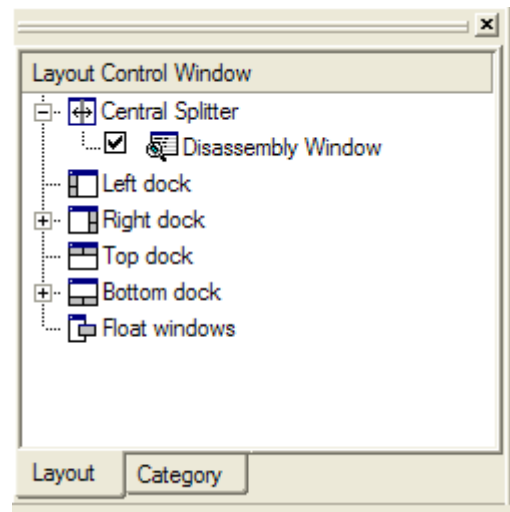 Layout Control Window
Central Splitter
Disassembly Window
Left dock
Right dock
Top dock
Bottom dock
Float windows
Layout
Category